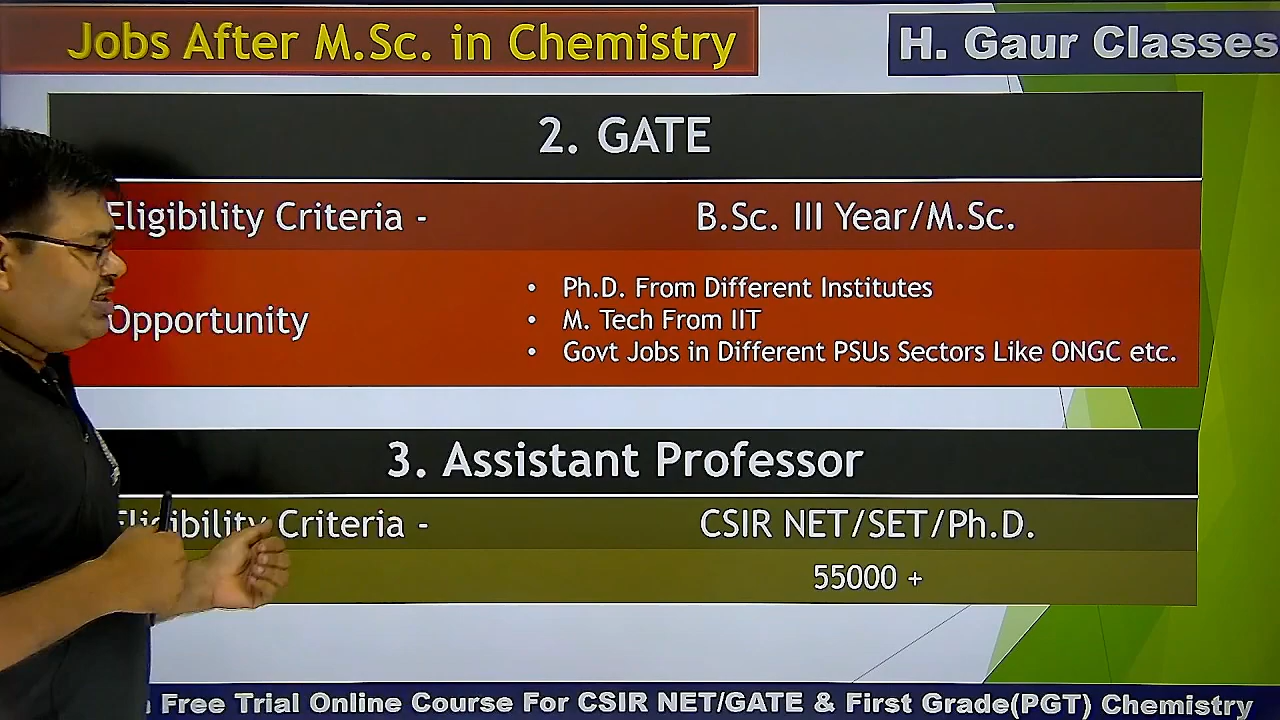 Jobs After M.Sc. in Chemistry
H. Gaur Classes
2. GATE
Eligibility Criteria -
B.Sc. III Year/M.Sc.
Opportunity
• Ph.D. From Different Institutes
• M. Tech From IIT
• Govt Jobs in Different PSUs Sectors Like ONGC etc.
3. Assistant Professor
Eligibility Criteria -
CSIR NET/SET/Ph.D.
55000 +
Free Trial Online Course For CSIR NET/GATE & First Grade(PGT) Chemistry